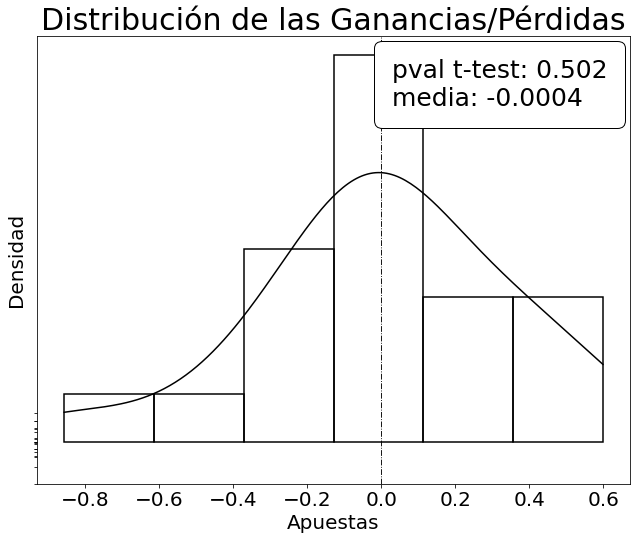 Distribución de las Ganancias/Pérdidas
pval t-test: 0.502
media: -0.0004
Densidad
−0.8 −0.6 −0.4 −0.2 0.0 0.2 0.4 0.6
Apuestas